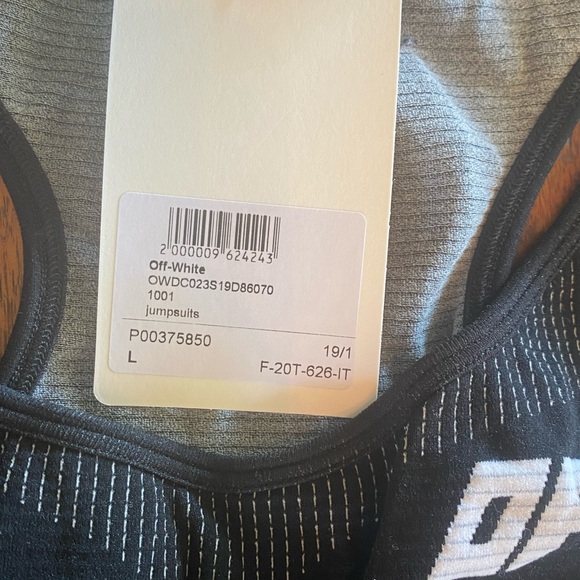 2 000009 624243
Off-White
OWDC023S19D86070
1001
jumpsuits
P00375850 19/1
L F-20T-626-IT